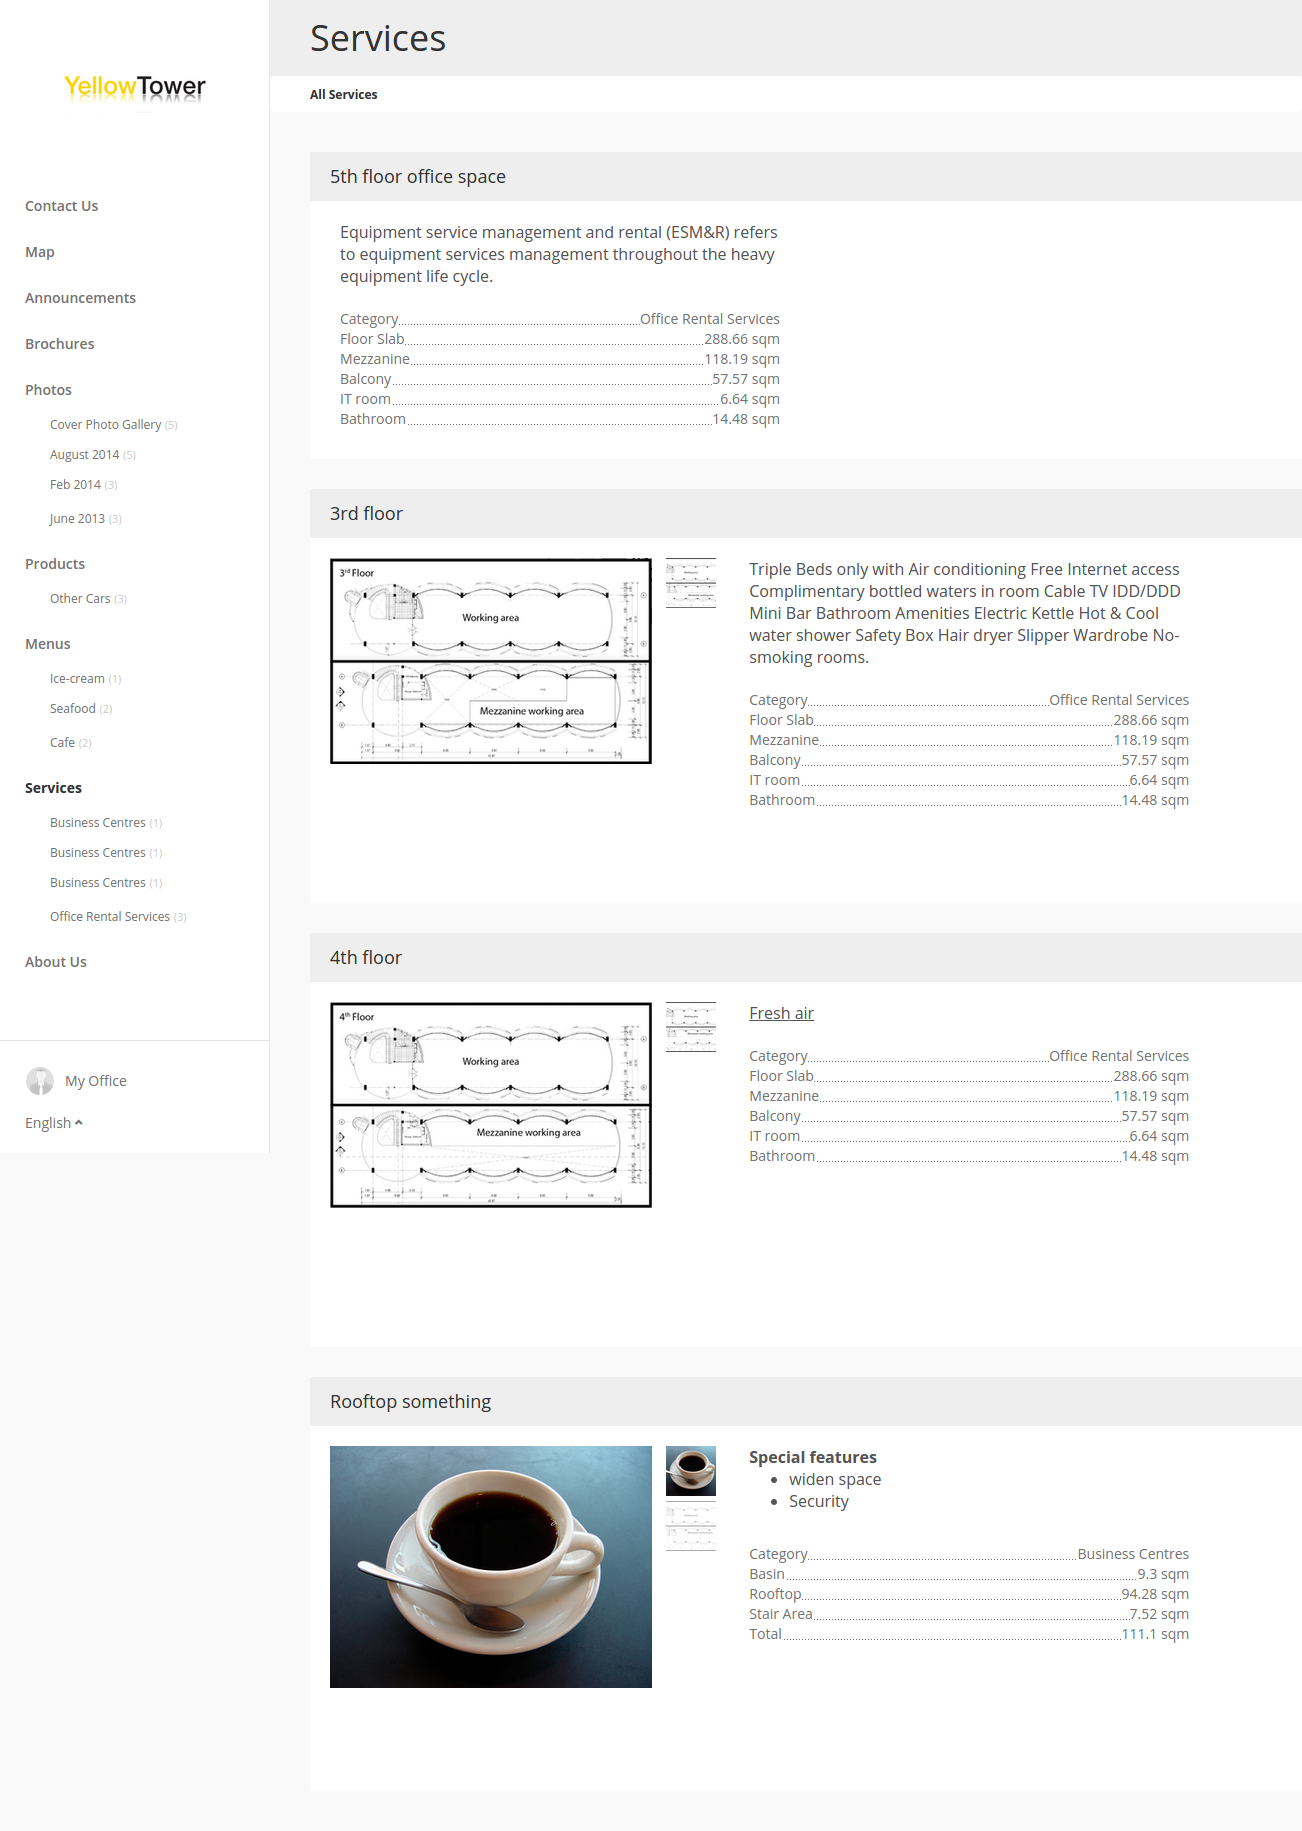 YellowTower
Contact Us
Map
Announcements
Brochures
Photos
Cover Photo Gallery (5)
August 2014 (5)
Feb 2014 (3)
June 2013 (3)
Products
Other Cars (3)
Menus
Ice-cream (1)
Seafood (2)
Cafe (2)
Services
Business Centres (1)
Business Centres (1)
Business Centres (1)
Office Rental Services (3)
About Us
My Office
English
Services
All Services
5th floor office space
Equipment service management and rental (ESM&R) refers
to equipment services management throughout the heavy
equipment life cycle.
Category Office Rental Services
Floor Slab 288.66 sqm
Mezzanine 118.19 sqm
Balcony 57.57 sqm
IT room 6.64 sqm
Bathroom 14.48 sqm
3rd floor
3rd Floor
Working area
Mezzanine working area
Triple Beds only with Air conditioning Free Internet access
Complimentary bottled waters in room Cable TV IDD/DDD
Mini Bar Bathroom Amenities Electric Kettle Hot & Cool
water shower Safety Box Hair dryer Slipper Wardrobe No-
smoking rooms.
Category Office Rental Services
Floor Slab 288.66 sqm
Mezzanine 118.19 sqm
Balcony 57.57 sqm
IT room 6.64 sqm
Bathroom 14.48 sqm
4th floor
4th Floor
Working area
Mezzanine working area
Fresh air
Category Office Rental Services
Floor Slab 288.66 sqm
Mezzanine 118.19 sqm
Balcony 57.57 sqm
IT room 6.64 sqm
Bathroom 14.48 sqm
Rooftop something
Special features
• widen space
• Security
Category Business Centres
Basin 9.3 sqm
Rooftop 94.28 sqm
Stair Area 7.52 sqm
Total 111.1 sqm